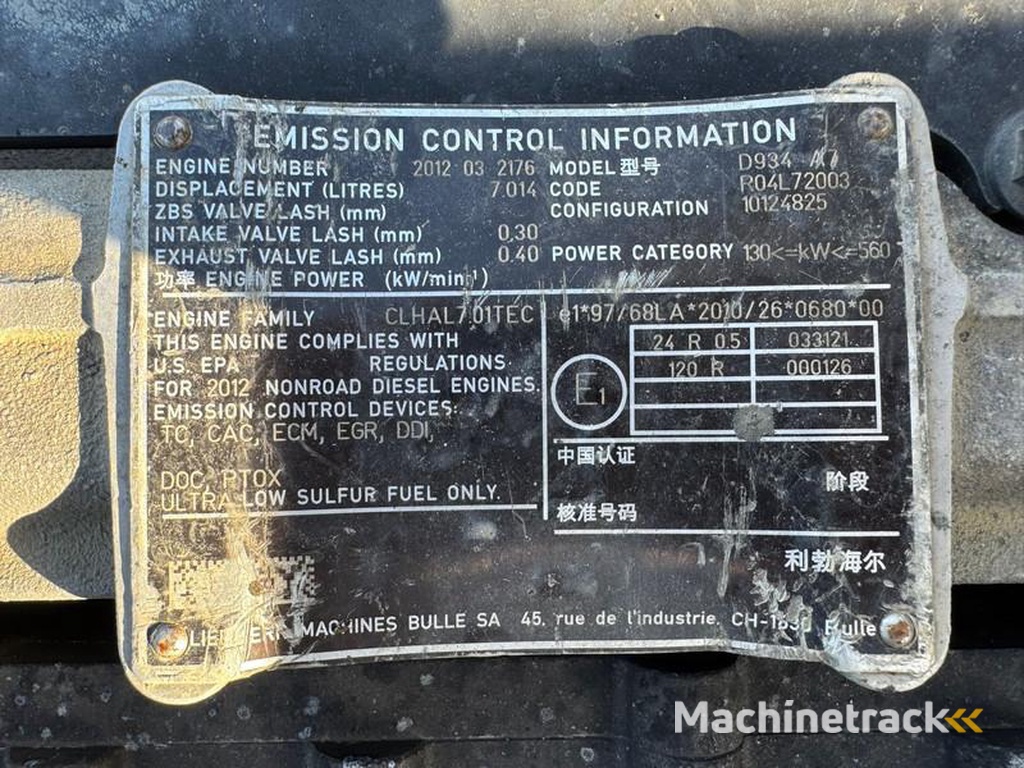 EMISSION CONTROL INFORMATION
ENGINE NUMBER 2012 03 2176 MODEL 型号 D934 A7
DISPLACEMENT (LITRES) 7.014 CODE R04L72003
ZBS VALVE LASH (mm) CONFIGURATION 10124825
INTAKE VALVE LASH (mm) 0.30
EXHAUST VALVE LASH (mm) 0.40 POWER CATEGORY 130<=kW<=560
功率 ENGINE POWER (kW/min⁻¹)
ENGINE FAMILY CLHAL7.01TEC
THIS ENGINE COMPLIES WITH
U.S. EPA REGULATIONS
FOR 2012 NONROAD DIESEL ENGINES.
EMISSION CONTROL DEVICES:
TC, CAC, ECM, EGR, DDI,
DOC, PTOX
ULTRA LOW SULFUR FUEL ONLY.
e1*97/68LA*2010/26*0680*00
24 R 05 033121
120 R 000126
E1
中国认证
阶段
核准号码
利勃海尔
MACHINES BULLE SA 45. rue de l'industrie. CH-1630 Bulle
Machinetrack